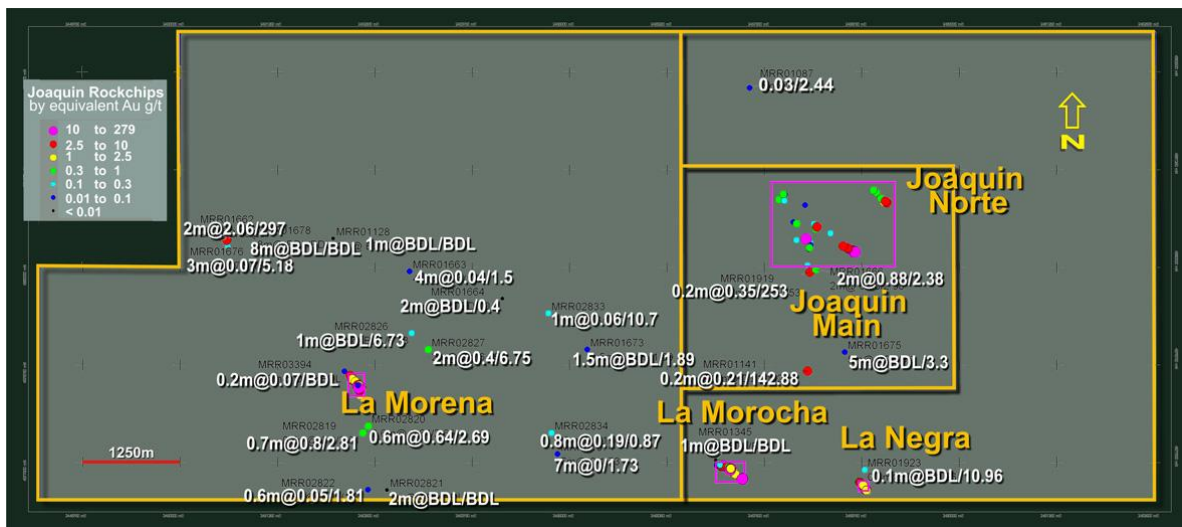 Joaquin Rockchips
by equivalent Au g/t
10 to 279
2.5 to 10
1 to 2.5
0.3 to 1
0.1 to 0.3
0.01 to 0.1
< 0.01
MRR01087
0.03/2.44
N
Joaquin
Norte
MRR01662
2m@2.06/297
MRR01676
3m@0.07/5.18
8m@BDL/BDL
MRR01128
1m@BDL/BDL
MRR01663
4m@0.04/1.5
MRR01664
2m@BDL/0.4
MRR01919
0.2m@0.35/253
2m@0.88/2.38
Joaquin
Main
MRR02833
1m@0.06/10.7
MRR02826
1m@BDL/6.73
MRR02827
2m@0.4/6.75
MRR01673
1.5m@BDL/1.89
MRR01675
5m@BDL/3.3
MRR03394
0.2m@0.07/BDL
MRR01141
0.2m@0.21/142.88
La Morena
La Morocha
La Negra
MRR02819
0.7m@0.8/2.81
MRR02820
0.6m@0.64/2.69
MRR02834
0.8m@0.19/0.87
7m@0/1.73
MRR01345
1m@BDL/BDL
MRR01923
0.1m@BDL/10.96
1250m
MRR02822
0.6m@0.05/1.81
MRR02821
2m@BDL/BDL